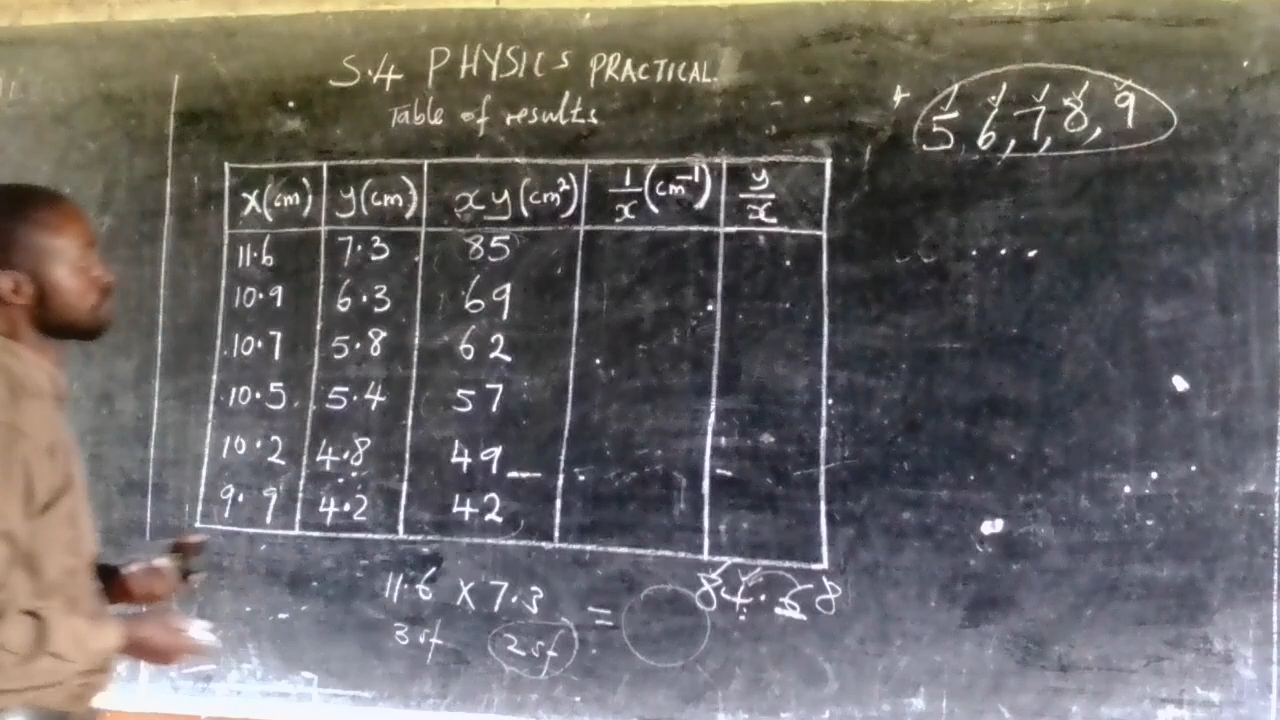 S.4 PHYSICS PRACTICAL.
Table of results
5, 6, 7, 8, 9
x(cm) y(cm) xy(cm²) 1/x(cm⁻¹) y/x
11.6 7.3 85
10.9 6.3 69
10.7 5.8 62
10.5 5.4 57
10.2 4.8 49
9.9 4.2 42
11.6 X 7.3 = 84.68
3sf 2sf